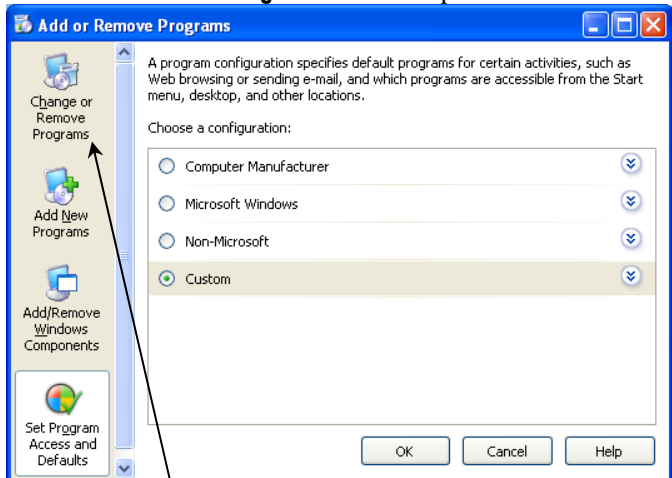 Add or Remove Programs
Change or
Remove
Programs
Add New
Programs
Add/Remove
Windows
Components
Set Program
Access and
Defaults
A program configuration specifies default programs for certain activities, such as
Web browsing or sending e-mail, and which programs are accessible from the Start
menu, desktop, and other locations.
Choose a configuration:
Computer Manufacturer
Microsoft Windows
Non-Microsoft
Custom
OK Cancel Help